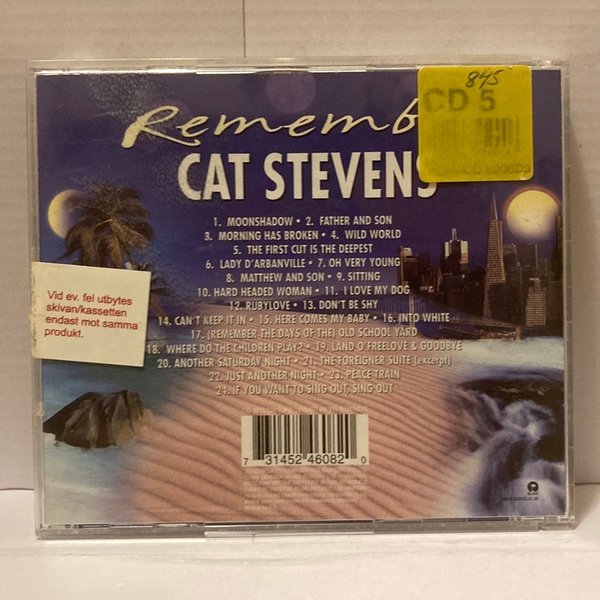 845
CD 5
Rememb
CAT STEVENS
1. MOONSHADOW • 2. FATHER AND SON
3. MORNING HAS BROKEN • 4. WILD WORLD
5. THE FIRST CUT IS THE DEEPEST
6. LADY D'ARBANVILLE • 7. OH VERY YOUNG
8. MATTHEW AND SON • 9. SITTING
10. HARD HEADED WOMAN • 11. I LOVE MY DOG
12. RUBYLOVE • 13. DON'T BE SHY
14. CAN'T KEEP IT IN • 15. HERE COMES MY BABY • 16. INTO WHITE
17. (REMEMBER THE DAYS OF THE) OLD SCHOOL YARD
18. WHERE DO THE CHILDREN PLAY? • 19. LAND O'FREELOVE & GOODBYE
20. ANOTHER SATURDAY NIGHT • 21. THE FOREIGNER SUITE (excerpt)
22. JUST ANOTHER NIGHT • 23. PEACE TRAIN
24. IF YOU WANT TO SING OUT, SING OUT
Vid ev. fel utbytes
skivan/kassetten
endast mot samma
produkt.
7 31452 46082 0
ISLAND
www.island.co.uk